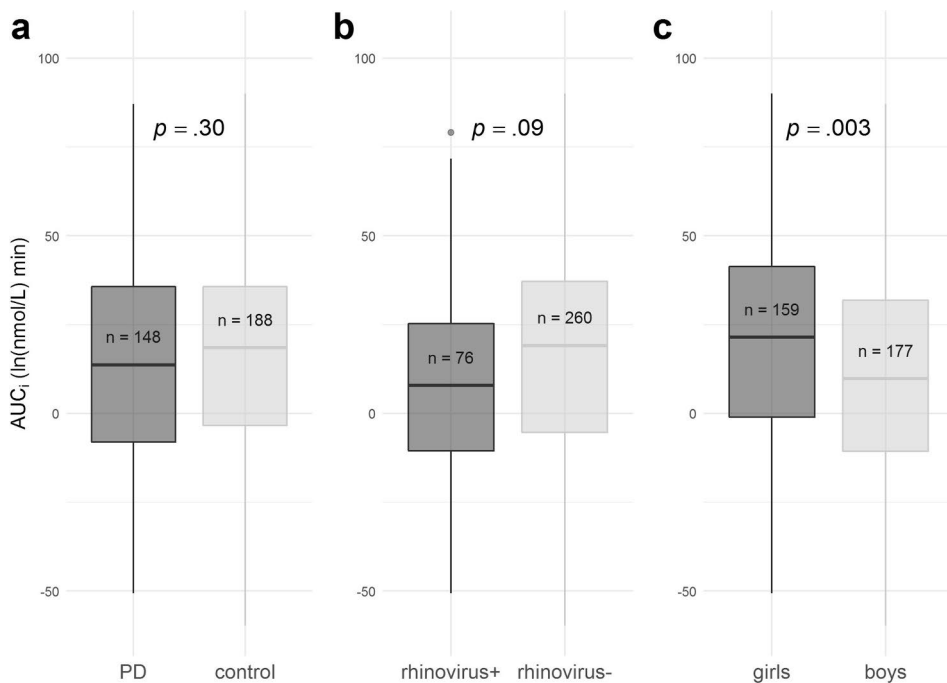 a
AUCi (ln(nmol/L) min)
100
50
0
-50
p = .30
n = 148
n = 188
PD
control
b
100
50
0
-50
p = .09
n = 76
n = 260
rhinovirus+
rhinovirus-
c
100
50
0
-50
p = .003
n = 159
n = 177
girls
boys